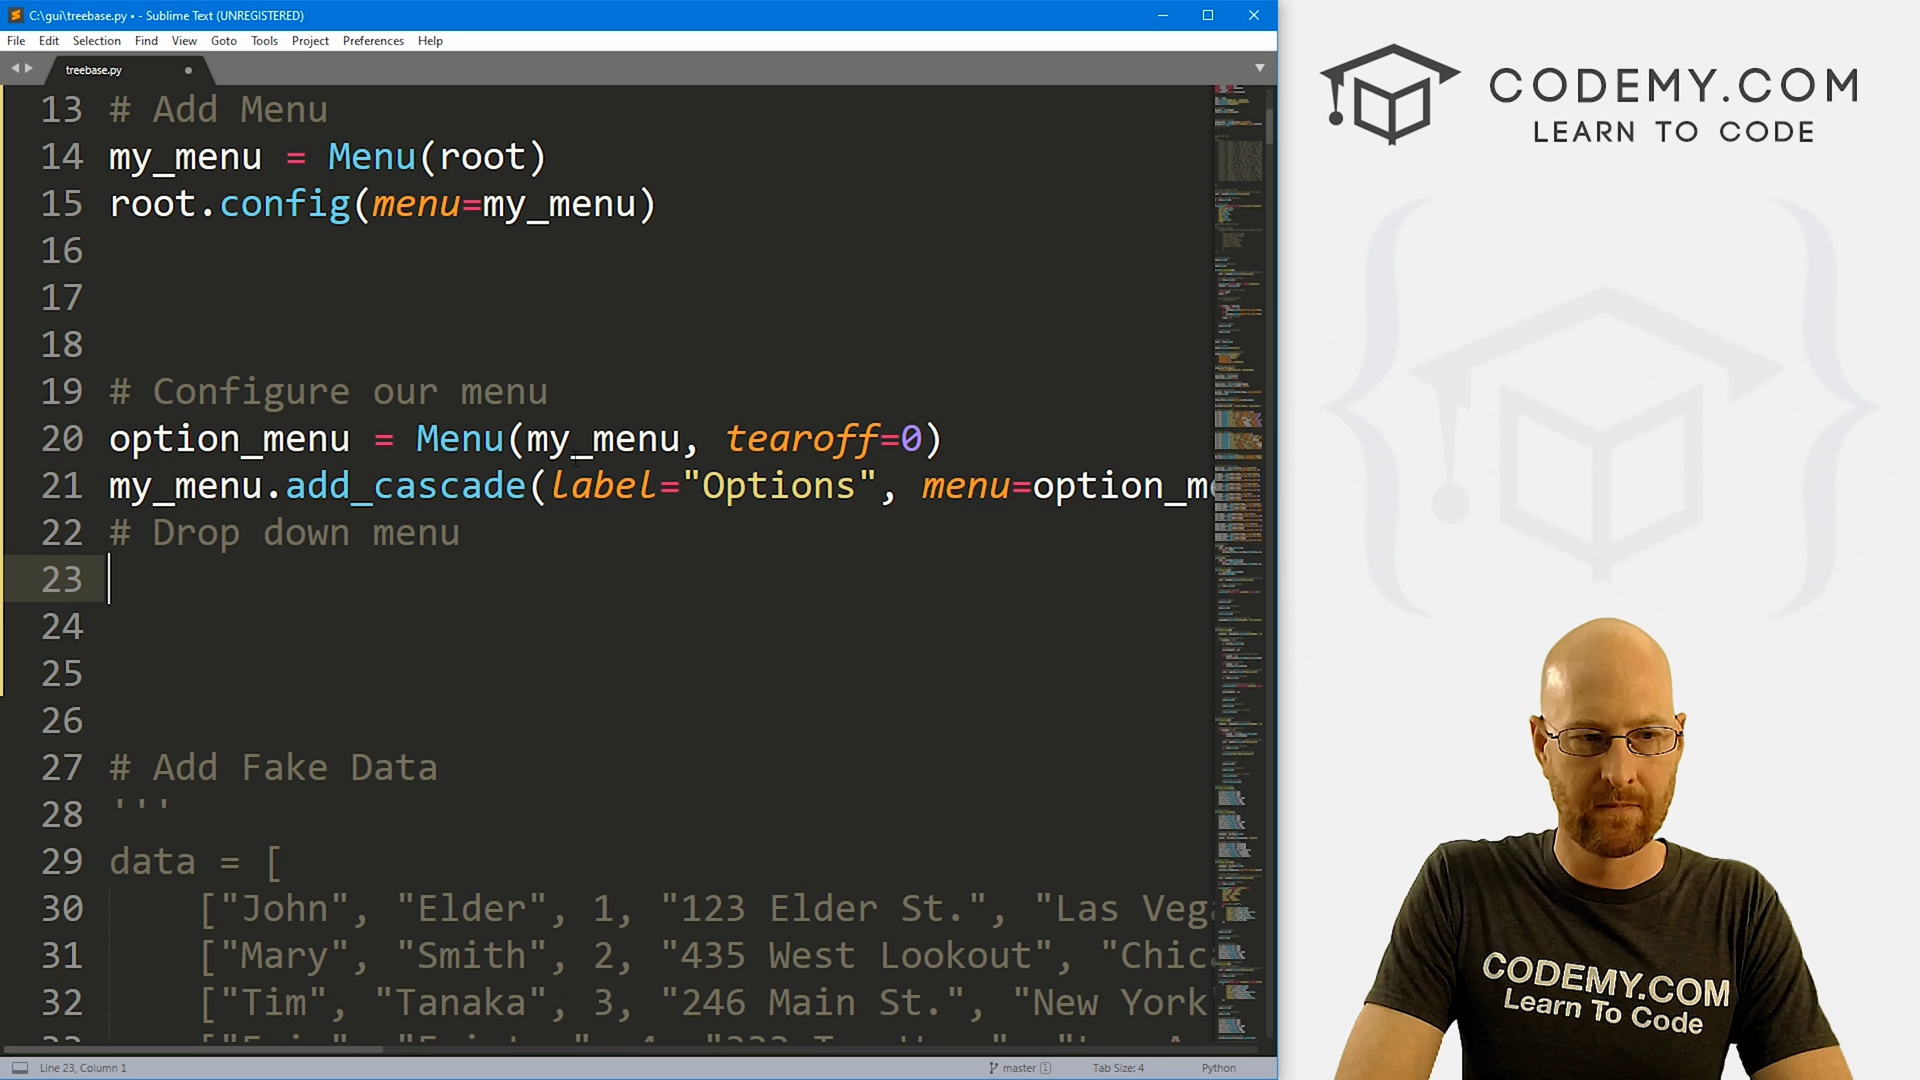 C:\gui\treebase.py • - Sublime Text (UNREGISTERED)
File Edit Selection Find View Goto Tools Project Preferences Help
treebase.py
13 # Add Menu
14 my_menu = Menu(root)
15 root.config(menu=my_menu)
16
17
18
19 # Configure our menu
20 option_menu = Menu(my_menu, tearoff=0)
21 my_menu.add_cascade(label="Options", menu=option_m
22 # Drop down menu
23
24
25
26
27 # Add Fake Data
28 '''
29 data = [
30 ["John", "Elder", 1, "123 Elder St.", "Las Vega
31 ["Mary", "Smith", 2, "435 West Lookout", "Chic
32 ["Tim", "Tanaka", 3, "246 Main St.", "New York
Line 23, Column 1
master 1
Tab Size: 4
Python
CODEMY.COM
LEARN TO CODE
CODEMY.COM
Learn To Code